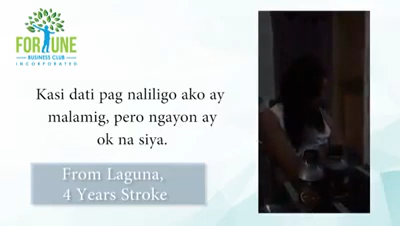 FORTUNE
BUSINESS CLUB
INCORPORATED
Kasi dati pag naliligo ako ay
malamig, pero ngayon ay
ok na siya.
From Laguna,
4 Years Stroke